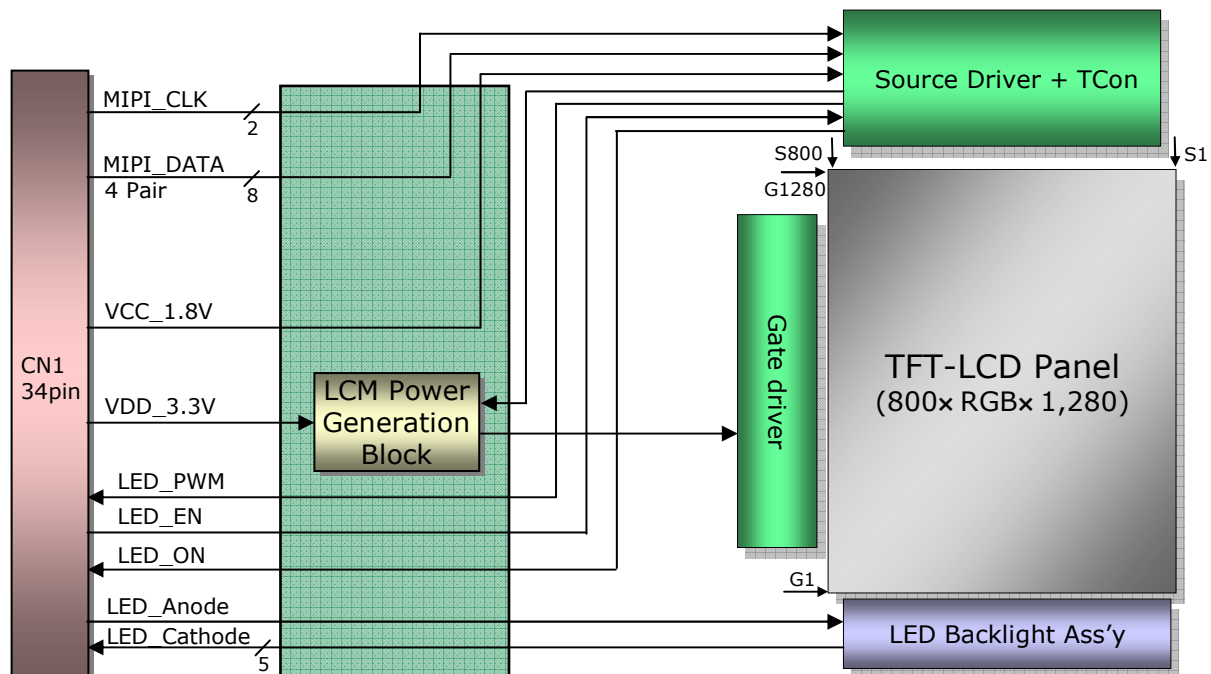 MIPI_CLK
2
MIPI_DATA
4 Pair
8
VCC_1.8V
CN1
34pin
VDD_3.3V
LCM Power
Generation
Block
LED_PWM
LED_EN
LED_ON
LED_Anode
LED_Cathode
5
Source Driver + TCon
S800
S1
G1280
Gate driver
TFT-LCD Panel
(800× RGB× 1,280)
G1
LED Backlight Ass’y